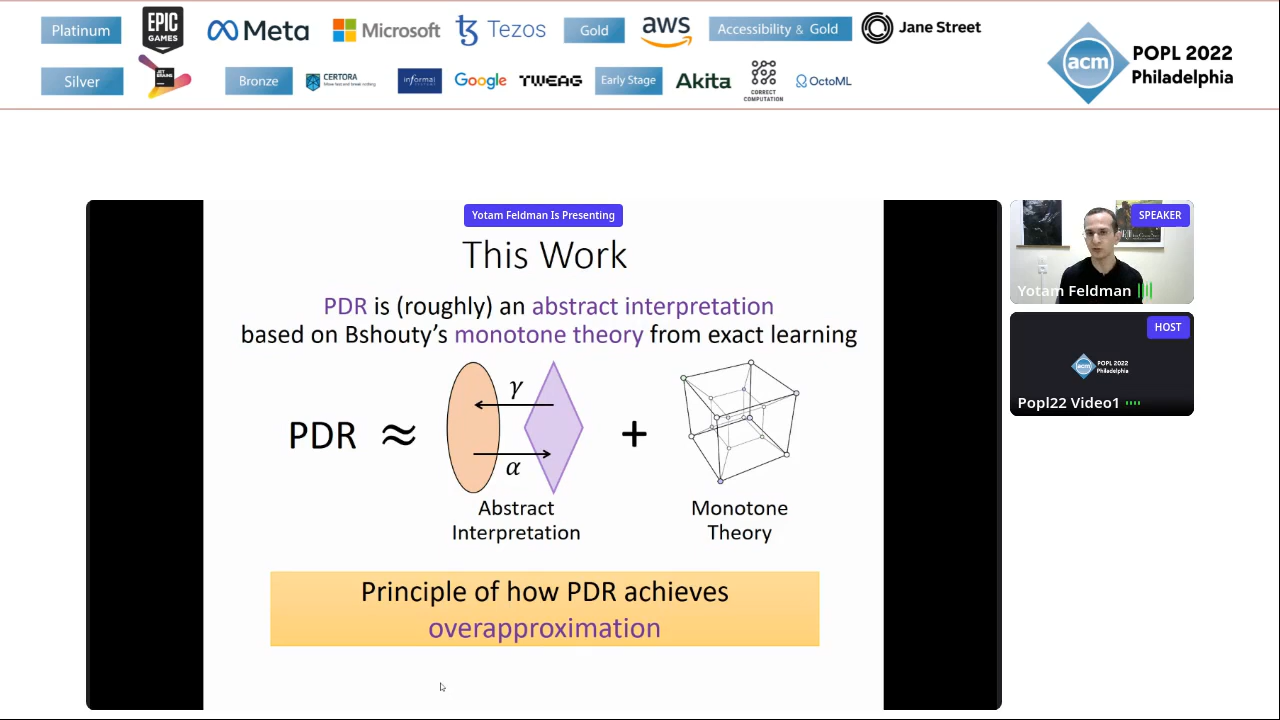 Platinum
EPIC GAMES
Meta
Microsoft
Tezos
Gold
aws
Accessibility & Gold
Jane Street
Silver
JET BRAINS
Bronze
CERTORA
informal
Google
TWEAG
Early Stage
Akita
CORRECT COMPUTATION
OctoML
acm
POPL 2022
Philadelphia
Yotam Feldman Is Presenting
This Work
PDR is (roughly) an abstract interpretation
based on Bshouty's monotone theory from exact learning
PDR ≈
γ
α
+
Abstract
Interpretation
Monotone
Theory
Principle of how PDR achieves
overapproximation
SPEAKER
Yotam Feldman
HOST
acm
POPL 2022
Philadelphia
Popl22 Video1